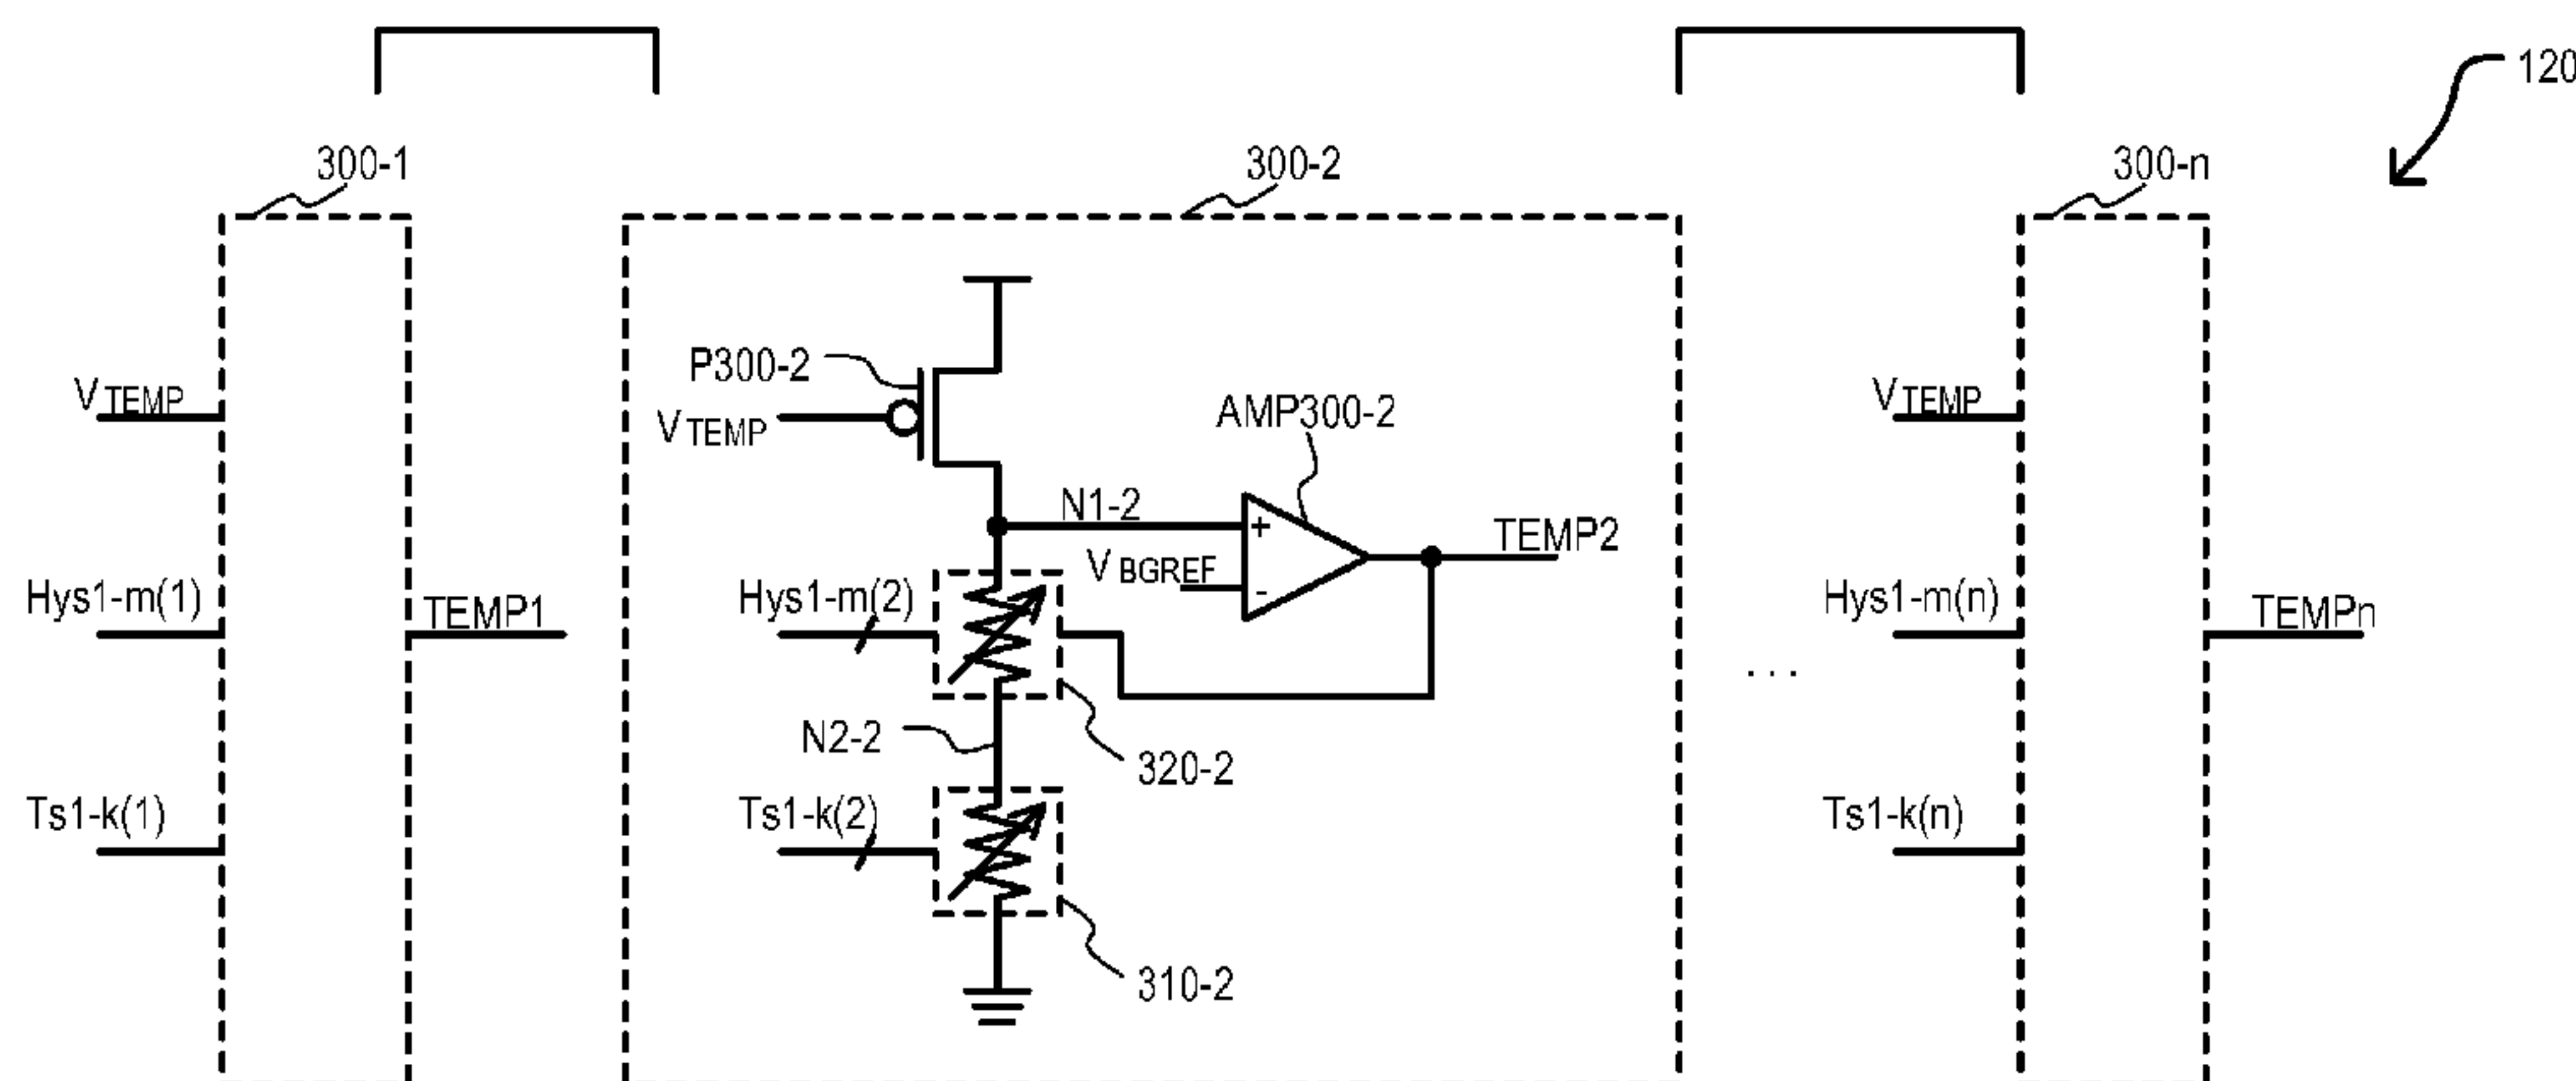 120
300-1
300-2
300-n
P300-2
VTEMP
VTEMP
AMP300-2
VTEMP
N1-2
VBGREF
+
-
TEMP2
Hys1-m(1)
TEMP1
Hys1-m(2)
Hys1-m(n)
TEMPn
...
N2-2
320-2
Ts1-k(1)
Ts1-k(2)
Ts1-k(n)
310-2